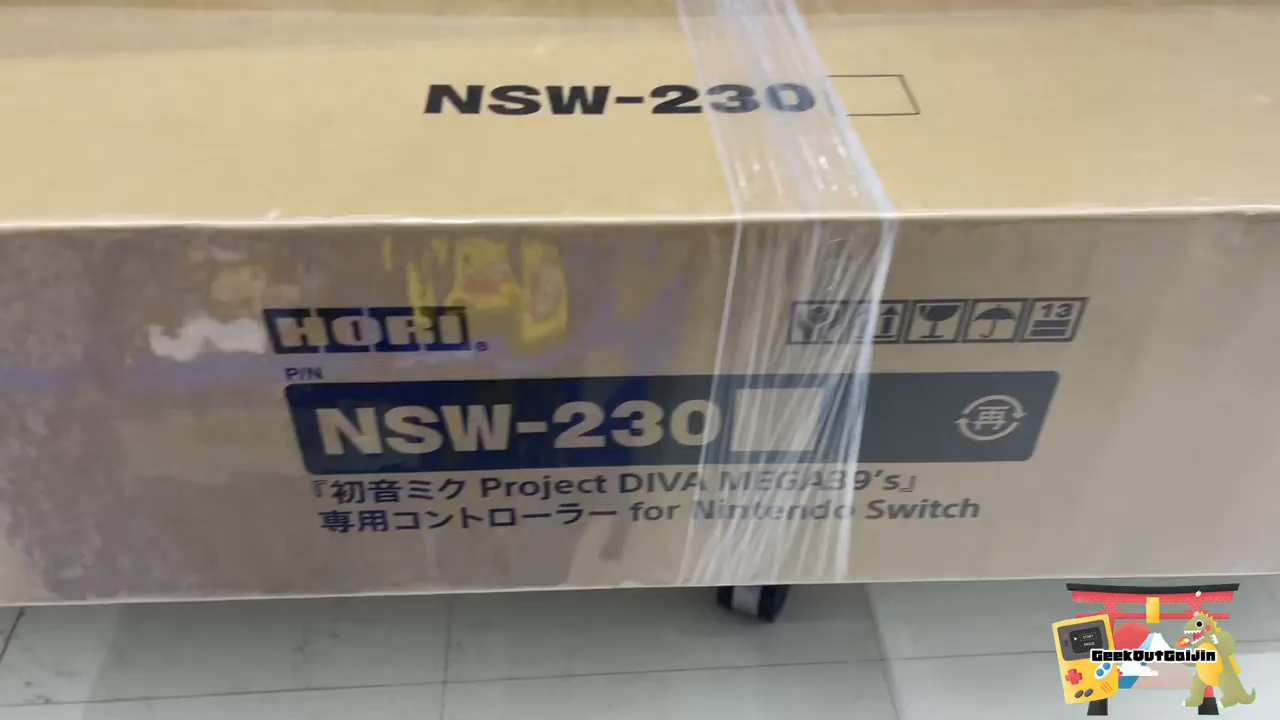 NSW-230
HORI®
13
P/N
NSW-230
再
『初音ミク Project DIVA MEGA39's』
専用コントローラー for Nintendo Switch
GeekOutGaijin